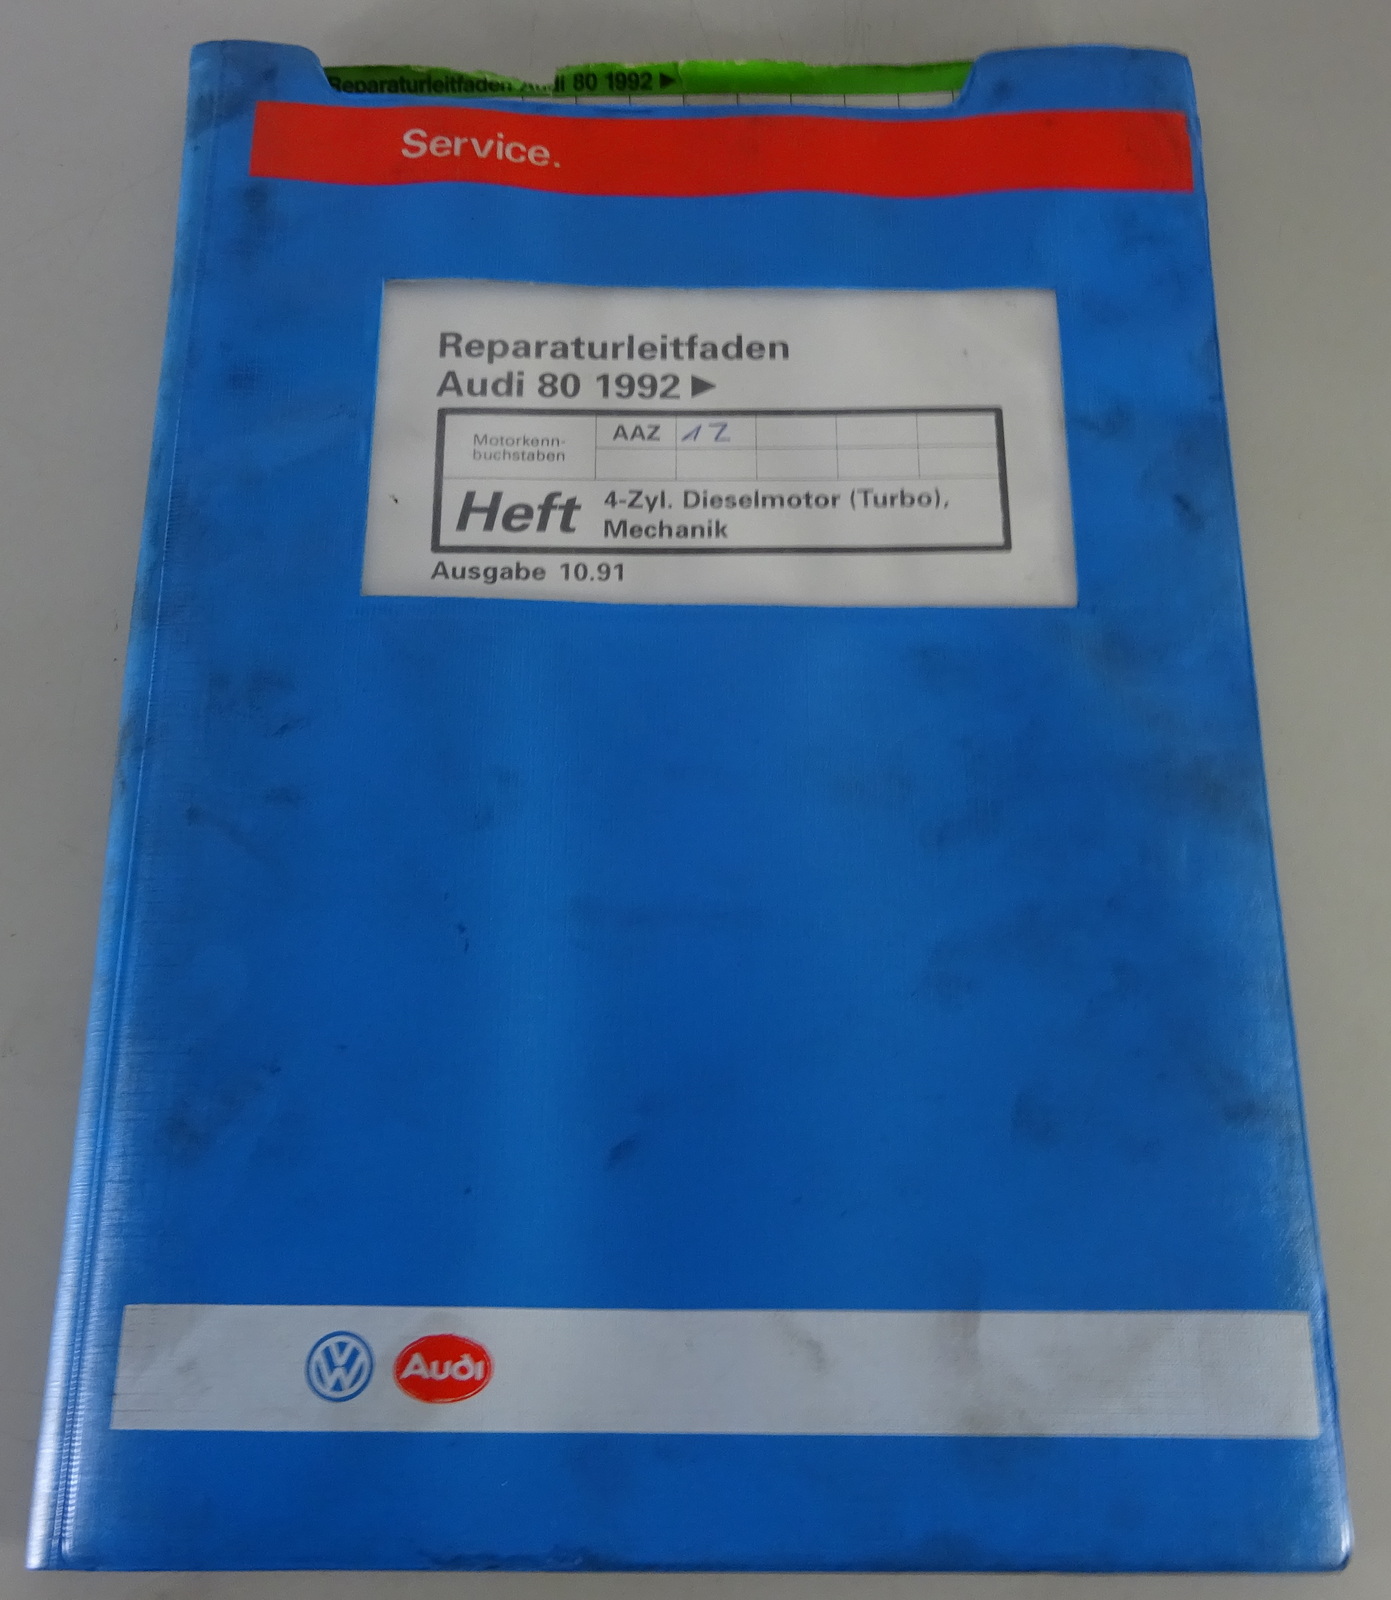 Reparaturleitfaden Audi 80 1992 ►
Service.
Reparaturleitfaden
Audi 80 1992 ►
Motorkenn-
buchstaben
AAZ 1Z
Heft
4-Zyl. Dieselmotor (Turbo),
Mechanik
Ausgabe 10.91
VW Audi